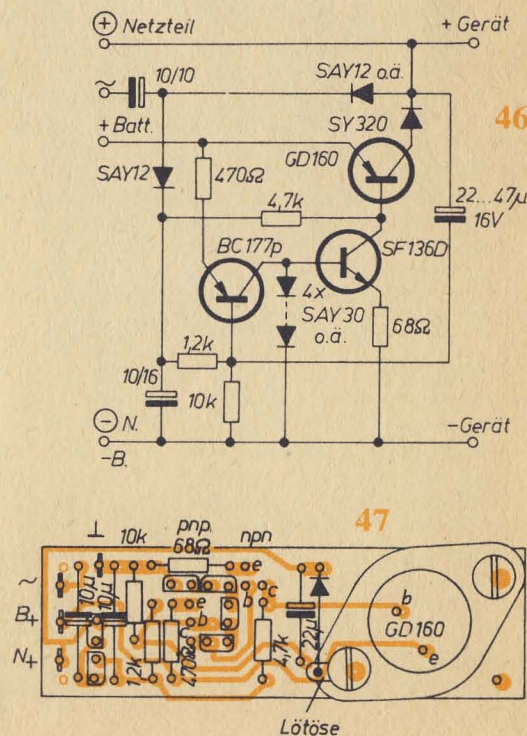 ⊕ Netzteil
+ Gerät
~
10/10
SAY12 o.ä.
46
+ Batt.
SY320
SAY12
470Ω
GD160
4,7k
22...47µ
16V
BC177p
SF136D
4x
SAY30
o.ä.
68Ω
1,2k
10/16
10k
⊖ N.
-B.
-Gerät
47
10k
pnp
npn
68Ω
e
~
10µ
10µ
e
c
B+
b
b
b
GD160
22µ
c
e
N+
1,2k
470Ω
4,7k
Lötöse